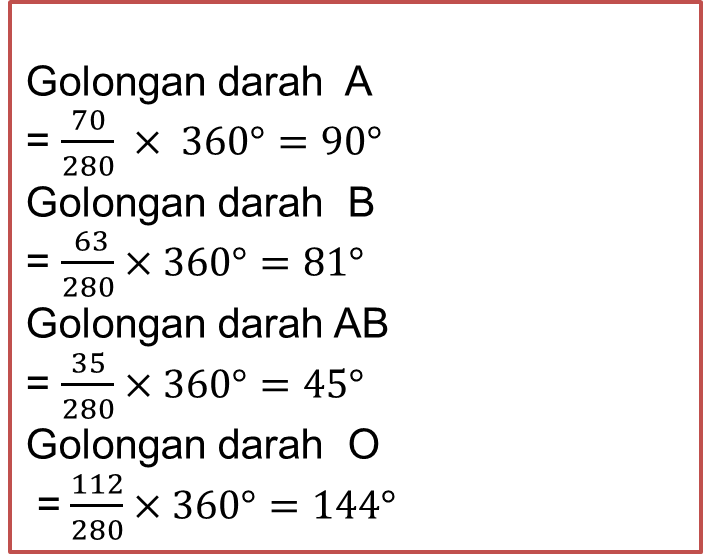 Golongan darah  A
= 70/280 × 360° = 90°
Golongan darah  B
= 63/280 × 360° = 81°
Golongan darah AB
= 35/280 × 360° = 45°
Golongan darah  O
= 112/280 × 360° = 144°